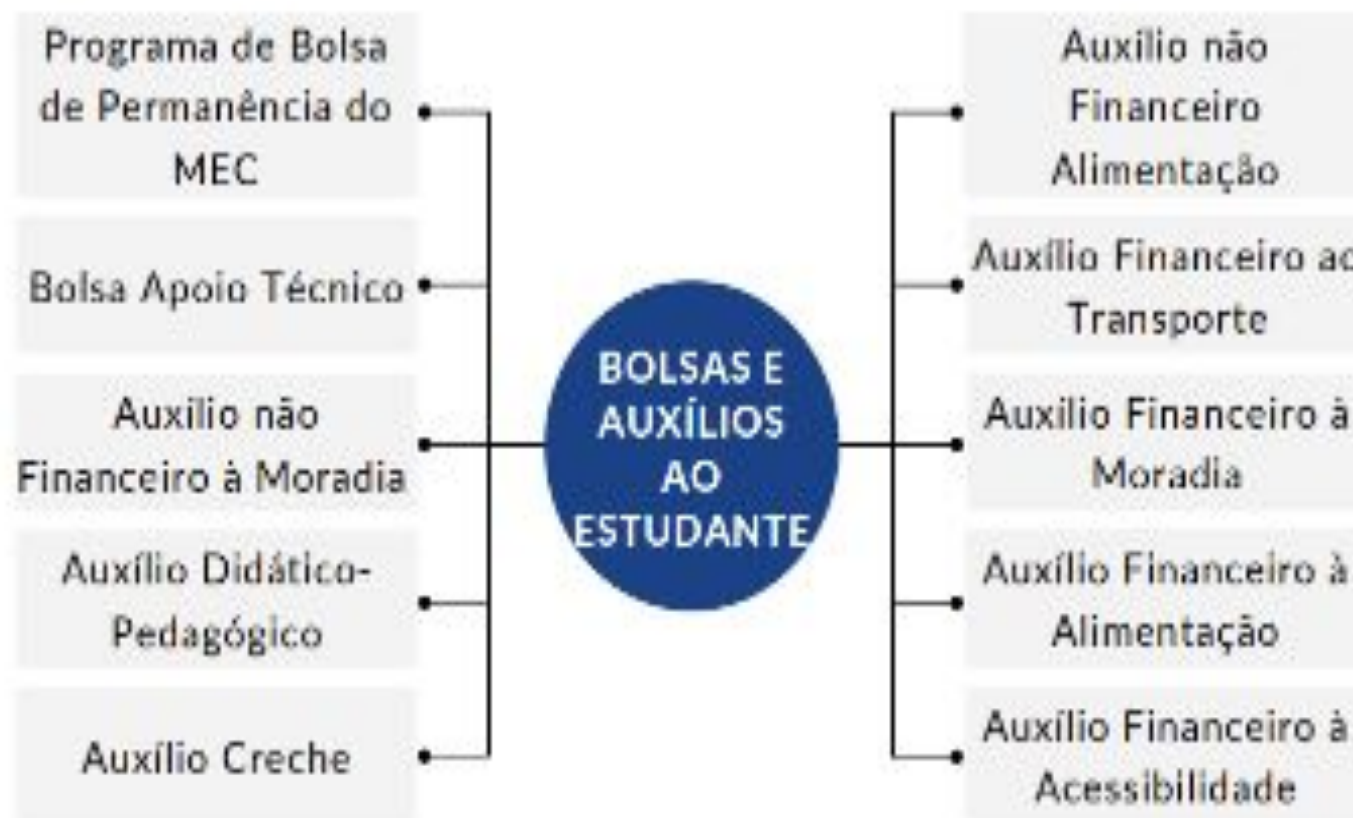 Programa de Bolsa
de Permanência do
MEC
Bolsa Apoio Técnico
Auxílio não
Financeiro à Moradia
Auxílio Didático-
Pedagógico
Auxílio Creche
BOLSAS E
AUXÍLIOS
AO
ESTUDANTE
Auxílio não
Financeiro
Alimentação
Auxílio Financeiro ao
Transporte
Auxílio Financeiro à
Moradia
Auxílio Financeiro à
Alimentação
Auxílio Financeiro à
Acessibilidade